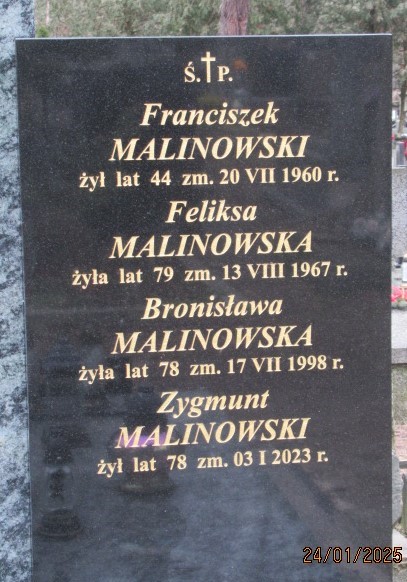 Ś.†P.
Franciszek
MALINOWSKI
żył lat 44 zm. 20 VII 1960 r.
Feliksa
MALINOWSKA
żyła lat 79 zm. 13 VIII 1967 r.
Bronisława
MALINOWSKA
żyła lat 78 zm. 17 VII 1998 r.
Zygmunt
MALINOWSKI
żył lat 78 zm. 03 I 2023 r.
24/01/2025